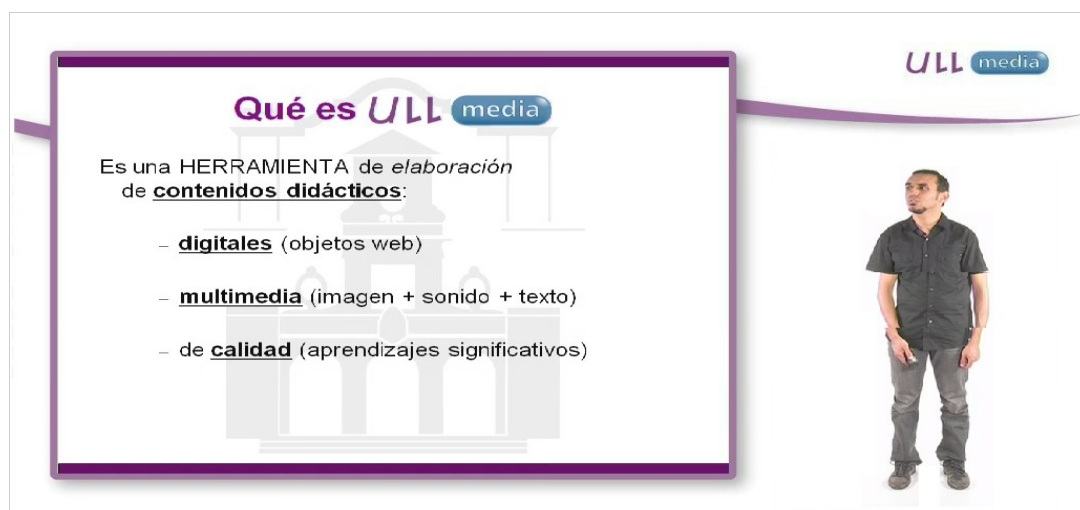 ULL media
Qué es ULL media
Es una HERRAMIENTA de elaboración
de contenidos didácticos:
– digitales (objetos web)
– multimedia (imagen + sonido + texto)
– de calidad (aprendizajes significativos)